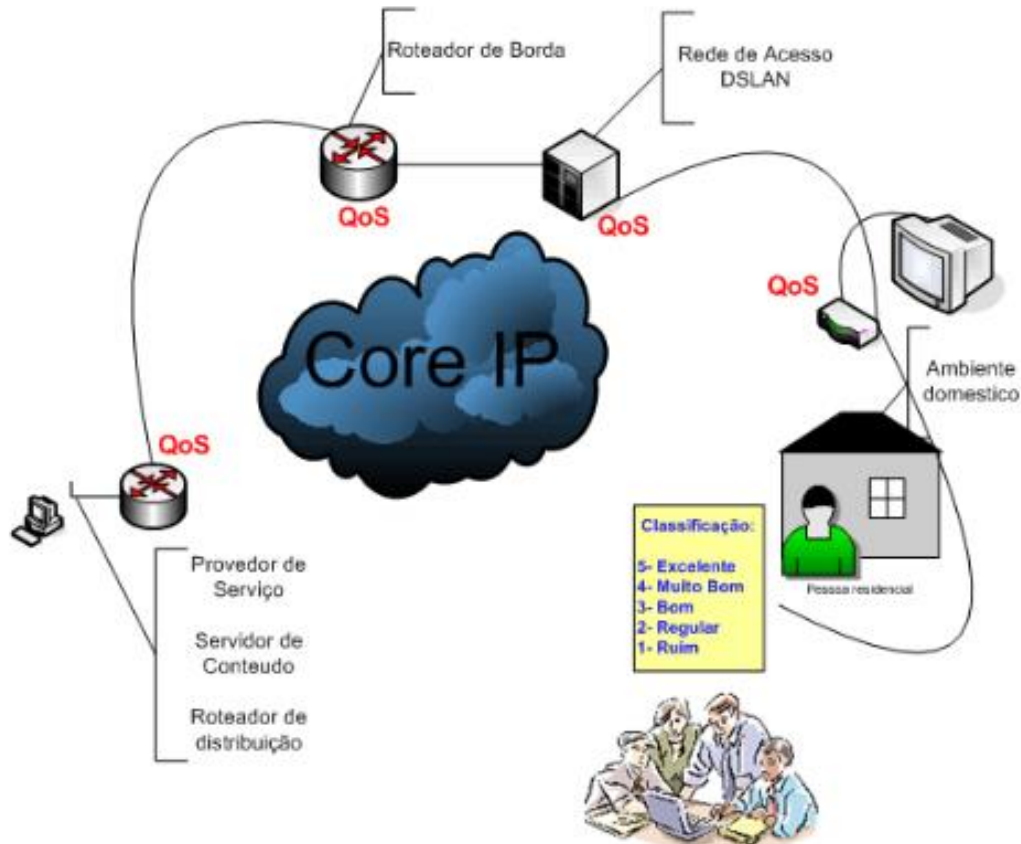 Roteador de Borda
Rede de Acesso
DSLAN
QoS
QoS
QoS
Core IP
Ambiente
domestico
QoS
Classificação:
5- Excelente
4- Muito Bom
3- Bom
2- Regular
1- Ruim
Pessoa residencial
Provedor de
Serviço
Servidor de
Conteudo
Roteador de
distribuição